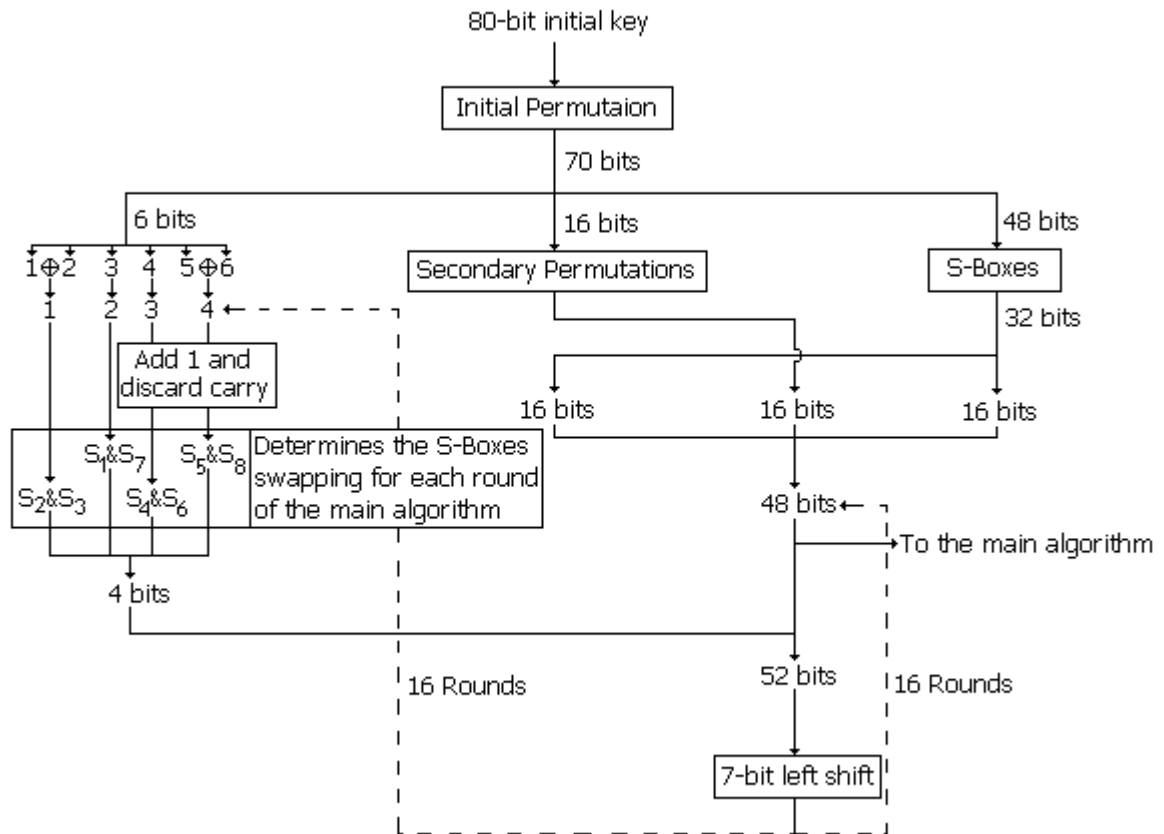 80-bit initial key
Initial Permutaion
70 bits
6 bits
16 bits
48 bits
1⊕2 3 4 5⊕6
Secondary Permutations
S-Boxes
1 2 3 4
32 bits
Add 1 and
discard carry
16 bits 16 bits 16 bits
S1&S7 S5&S8
S2&S3 S4&S6
Determines the S-Boxes
swapping for each round
of the main algorithm
48 bits
To the main algorithm
4 bits
52 bits
16 Rounds
16 Rounds
7-bit left shift